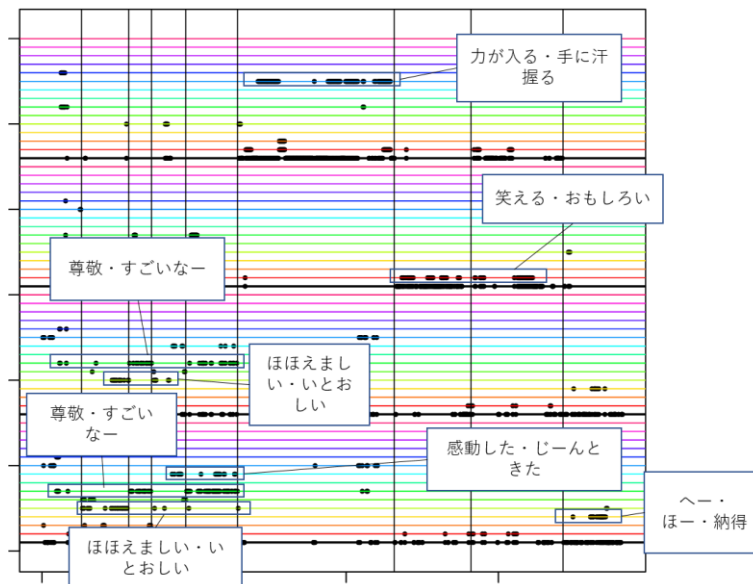 力が入る・手に汗
握る
笑える・おもしろい
尊敬・すごいなー
ほほえまし
い・いとおしい
尊敬・すごい
なー
感動した・じーんと
きた
へー・
ほー・納得
ほほえましい・い
とおしい